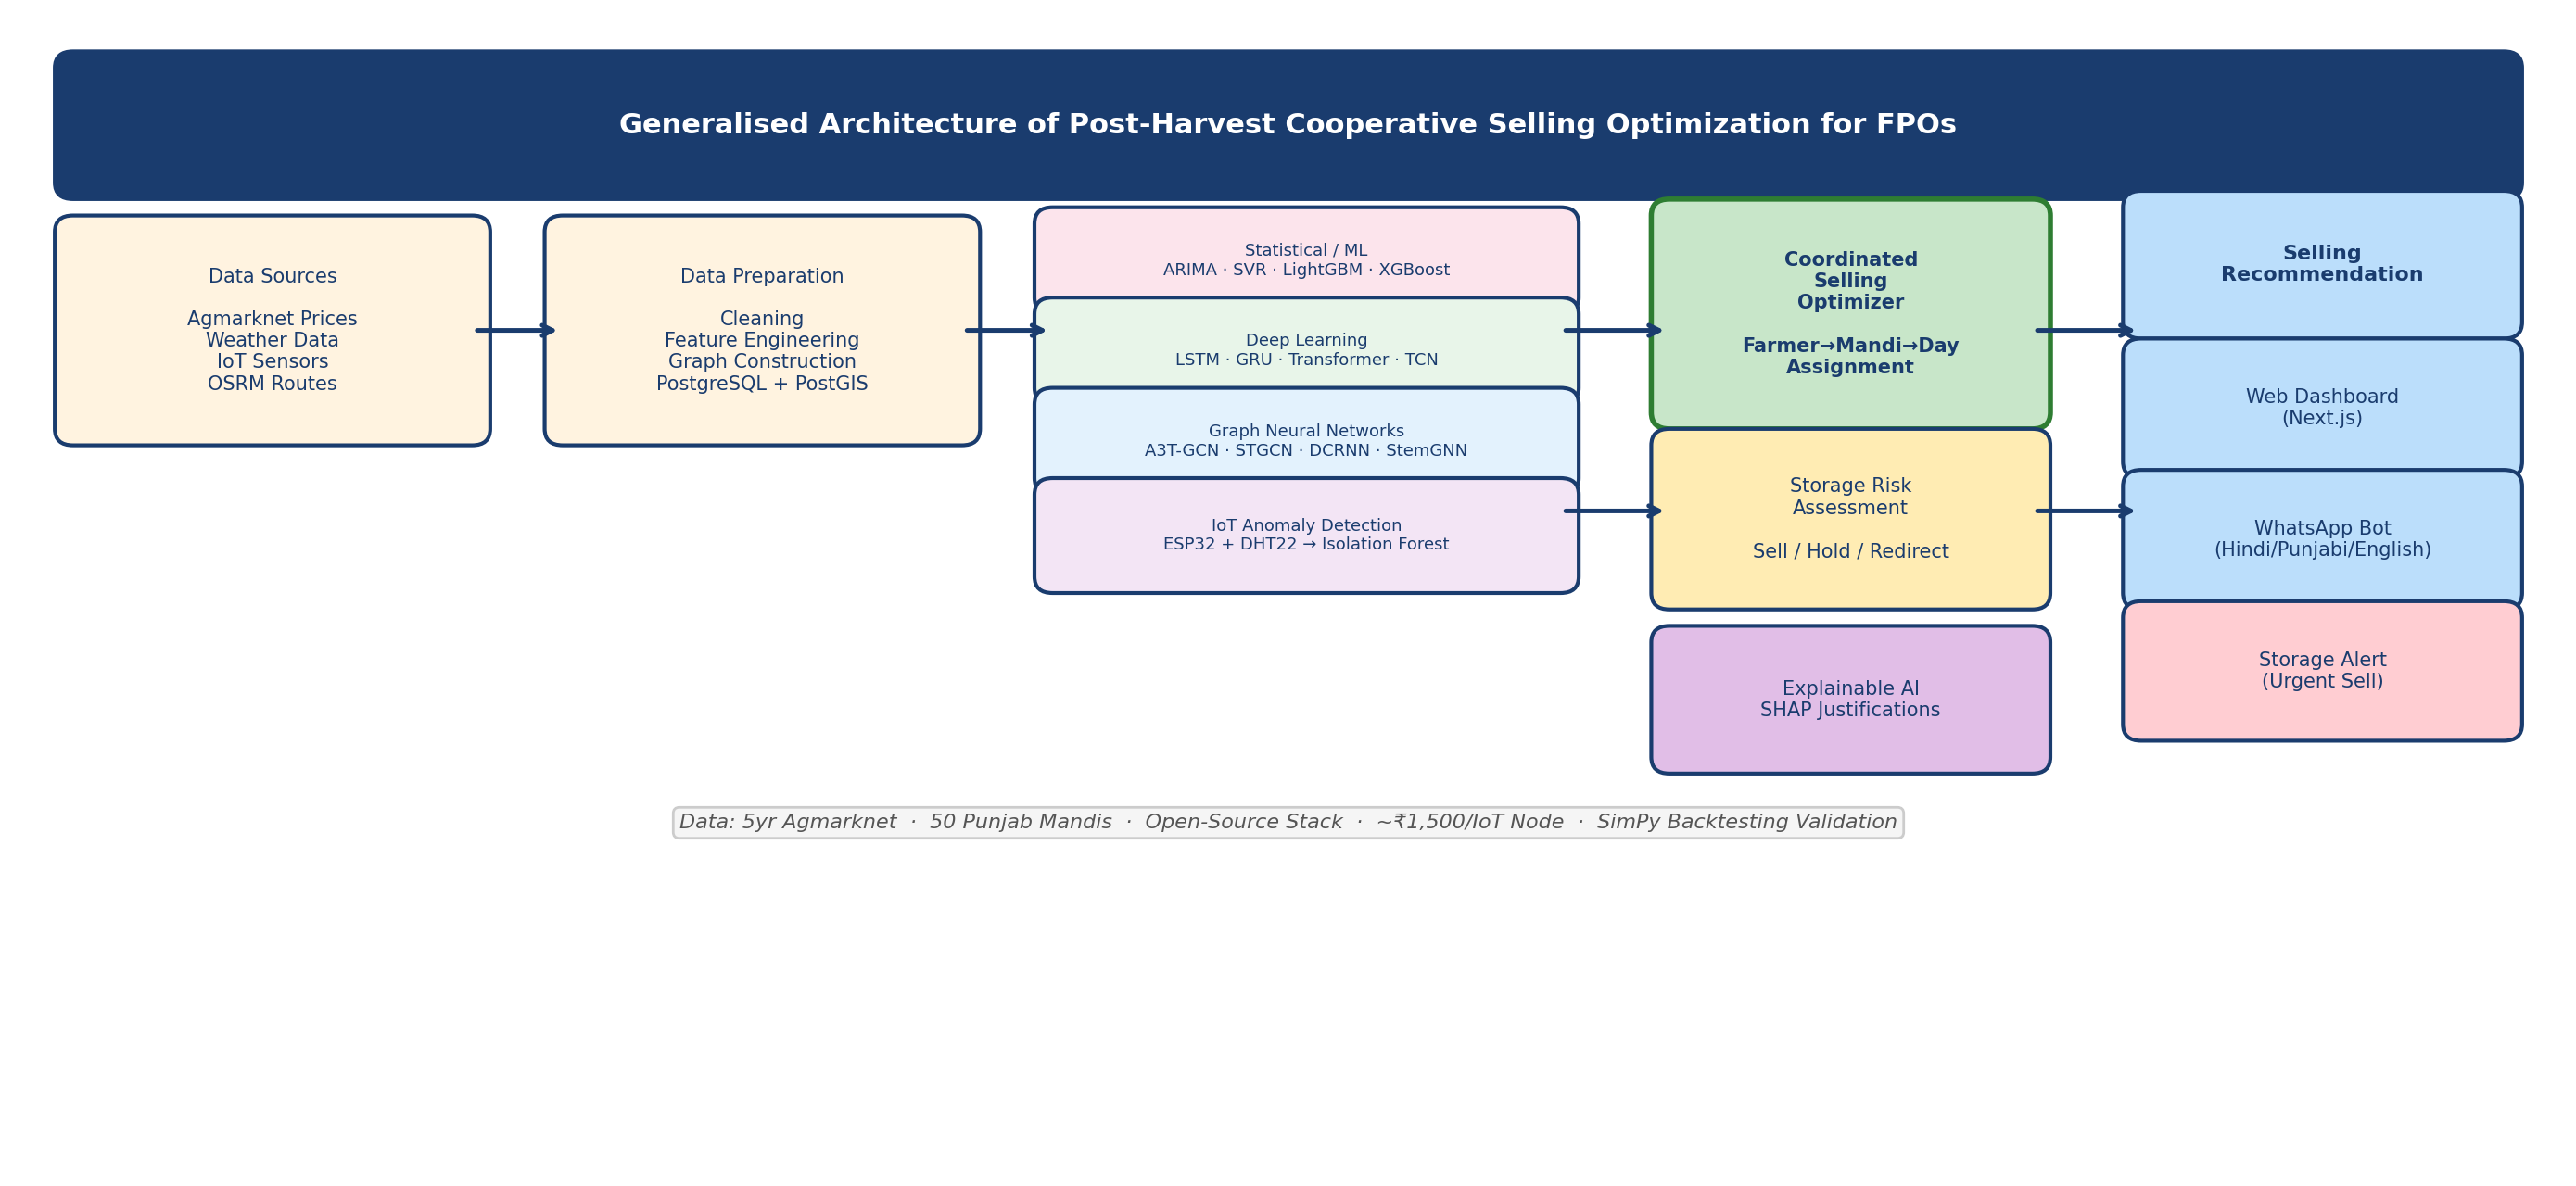 Generalised Architecture of Post-Harvest Cooperative Selling Optimization for FPOs
Data Sources
Agmarknet Prices
Weather Data
IoT Sensors
OSRM Routes
Data Preparation
Cleaning
Feature Engineering
Graph Construction
PostgreSQL + PostGIS
Statistical / ML
ARIMA · SVR · LightGBM · XGBoost
Deep Learning
LSTM · GRU · Transformer · TCN
Graph Neural Networks
A3T-GCN · STGCN · DCRNN · StemGNN
IoT Anomaly Detection
ESP32 + DHT22 → Isolation Forest
Coordinated
Selling
Optimizer
Farmer→Mandi→Day
Assignment
Storage Risk
Assessment
Sell / Hold / Redirect
Explainable AI
SHAP Justifications
Selling
Recommendation
Web Dashboard
(Next.js)
WhatsApp Bot
(Hindi/Punjabi/English)
Storage Alert
(Urgent Sell)
Data: 5yr Agmarknet · 50 Punjab Mandis · Open-Source Stack · ~₹1,500/IoT Node · SimPy Backtesting Validation